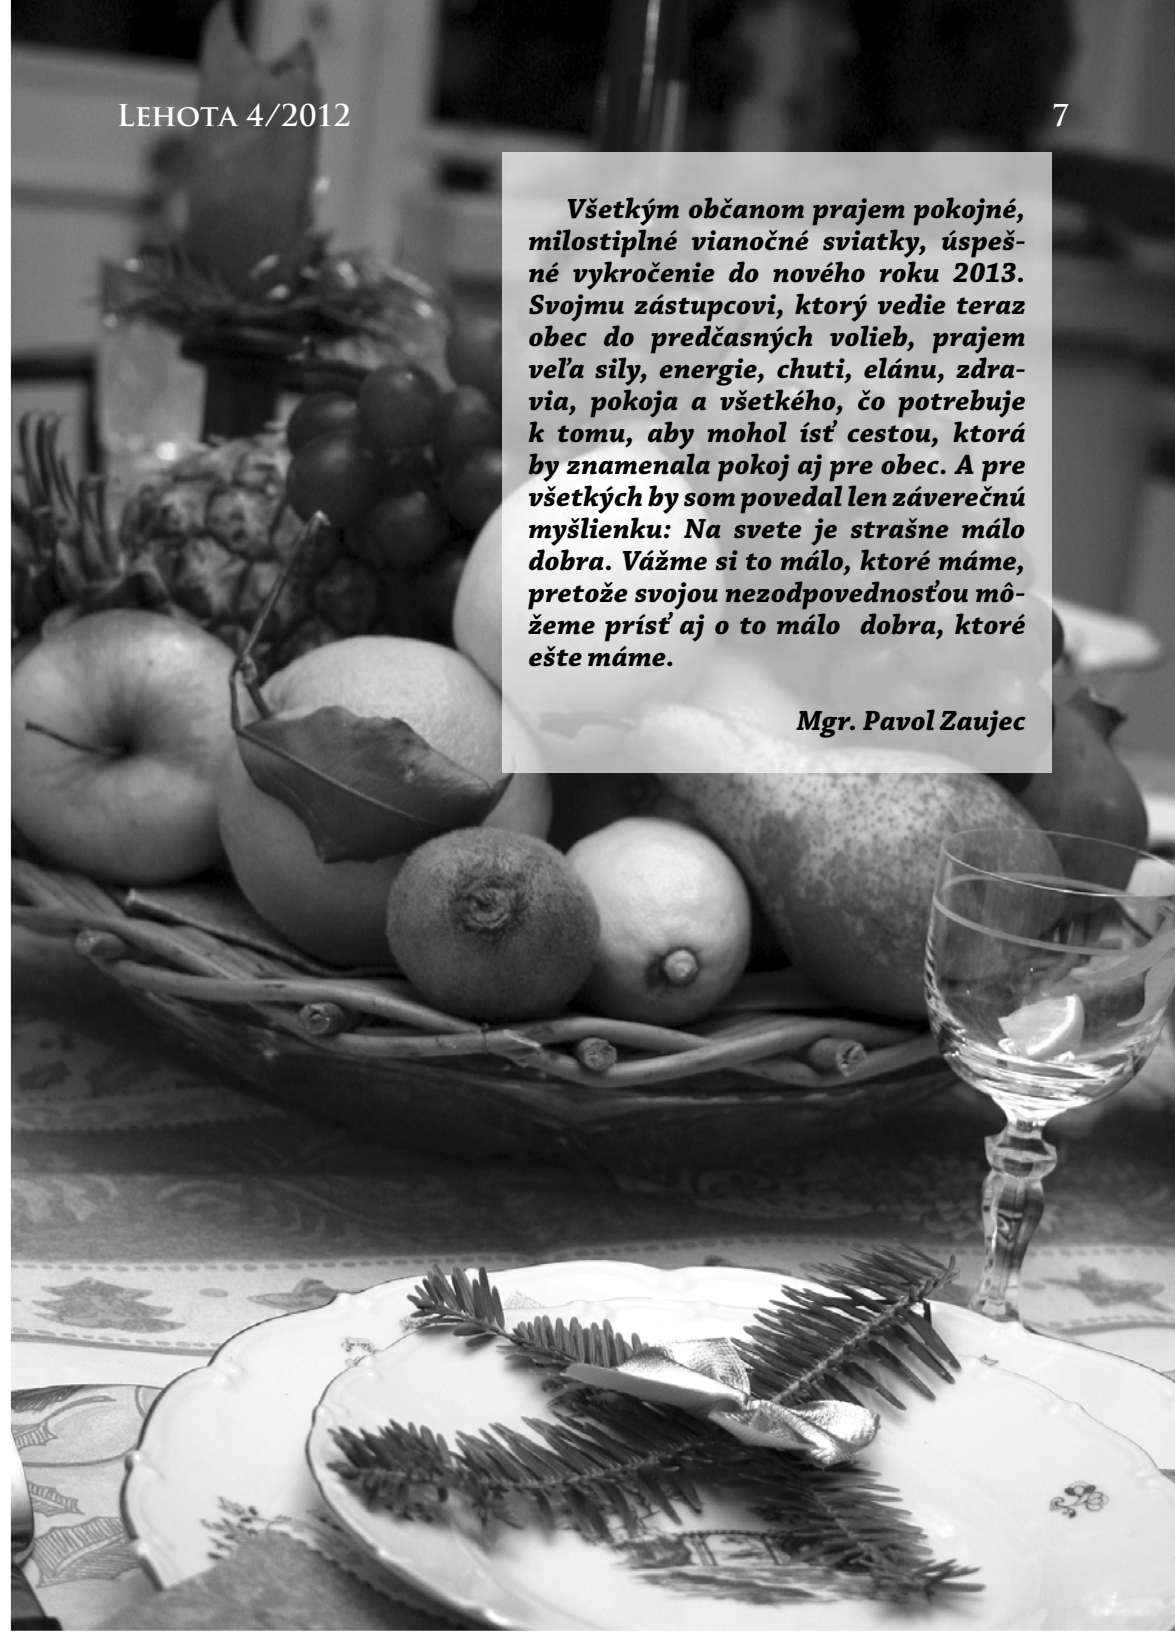 Lehota 4/2012
7
Všetkým občanom prajem pokojné,
milostiplné vianočné sviatky, úspeš-
né vykročenie do nového roku 2013.
Svojmu zástupcovi, ktorý vedie teraz
obec do predčasných volieb, prajem
veľa sily, energie, chuti, elánu, zdra-
via, pokoja a všetkého, čo potrebuje
k tomu, aby mohol ísť cestou, ktorá
by znamenala pokoj aj pre obec. A pre
všetkých by som povedal len záverečnú
myšlienku: Na svete je strašne málo
dobra. Vážme si to málo, ktoré máme,
pretože svojou nezodpovednosťou mô-
žeme prísť aj o to málo  dobra, ktoré
ešte máme.
Mgr. Pavol Zaujec